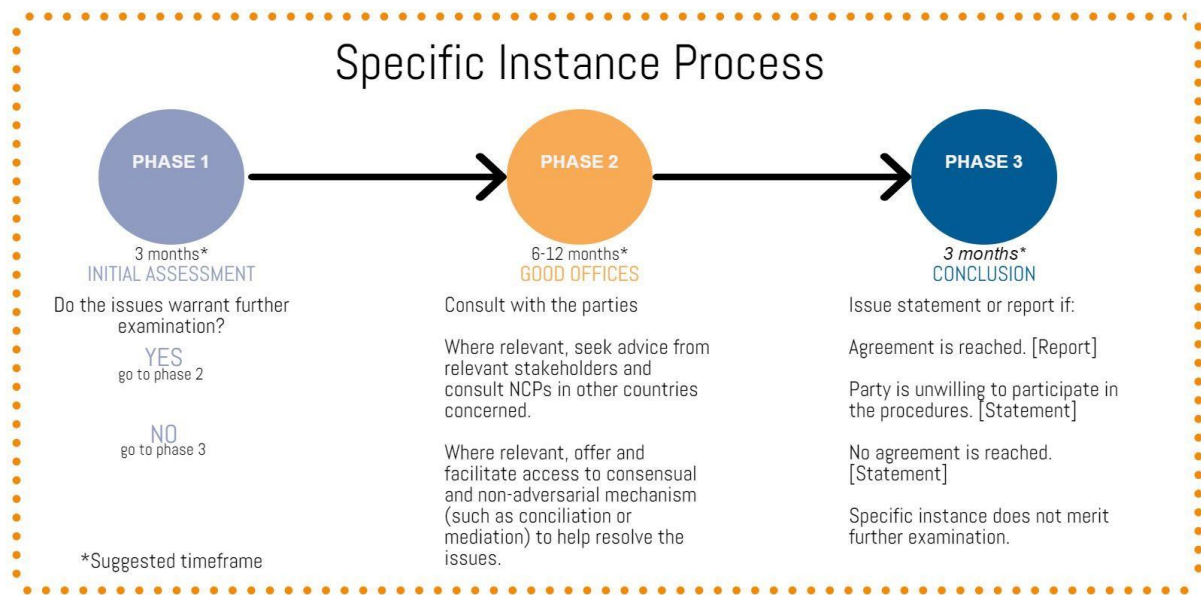 Specific Instance Process
PHASE 1
3 months*
INITIAL ASSESSMENT
Do the issues warrant further
examination?
YES
go to phase 2
NO
go to phase 3
*Suggested timeframe
PHASE 2
6-12 months*
GOOD OFFICES
Consult with the parties
Where relevant, seek advice from
relevant stakeholders and
consult NCPs in other countries
concerned.
Where relevant, offer and
facilitate access to consensual
and non-adversarial mechanism
(such as conciliation or
mediation) to help resolve the
issues.
PHASE 3
3 months*
CONCLUSION
Issue statement or report if:
Agreement is reached. [Report]
Party is unwilling to participate in
the procedures. [Statement]
No agreement is reached.
[Statement]
Specific instance does not merit
further examination.